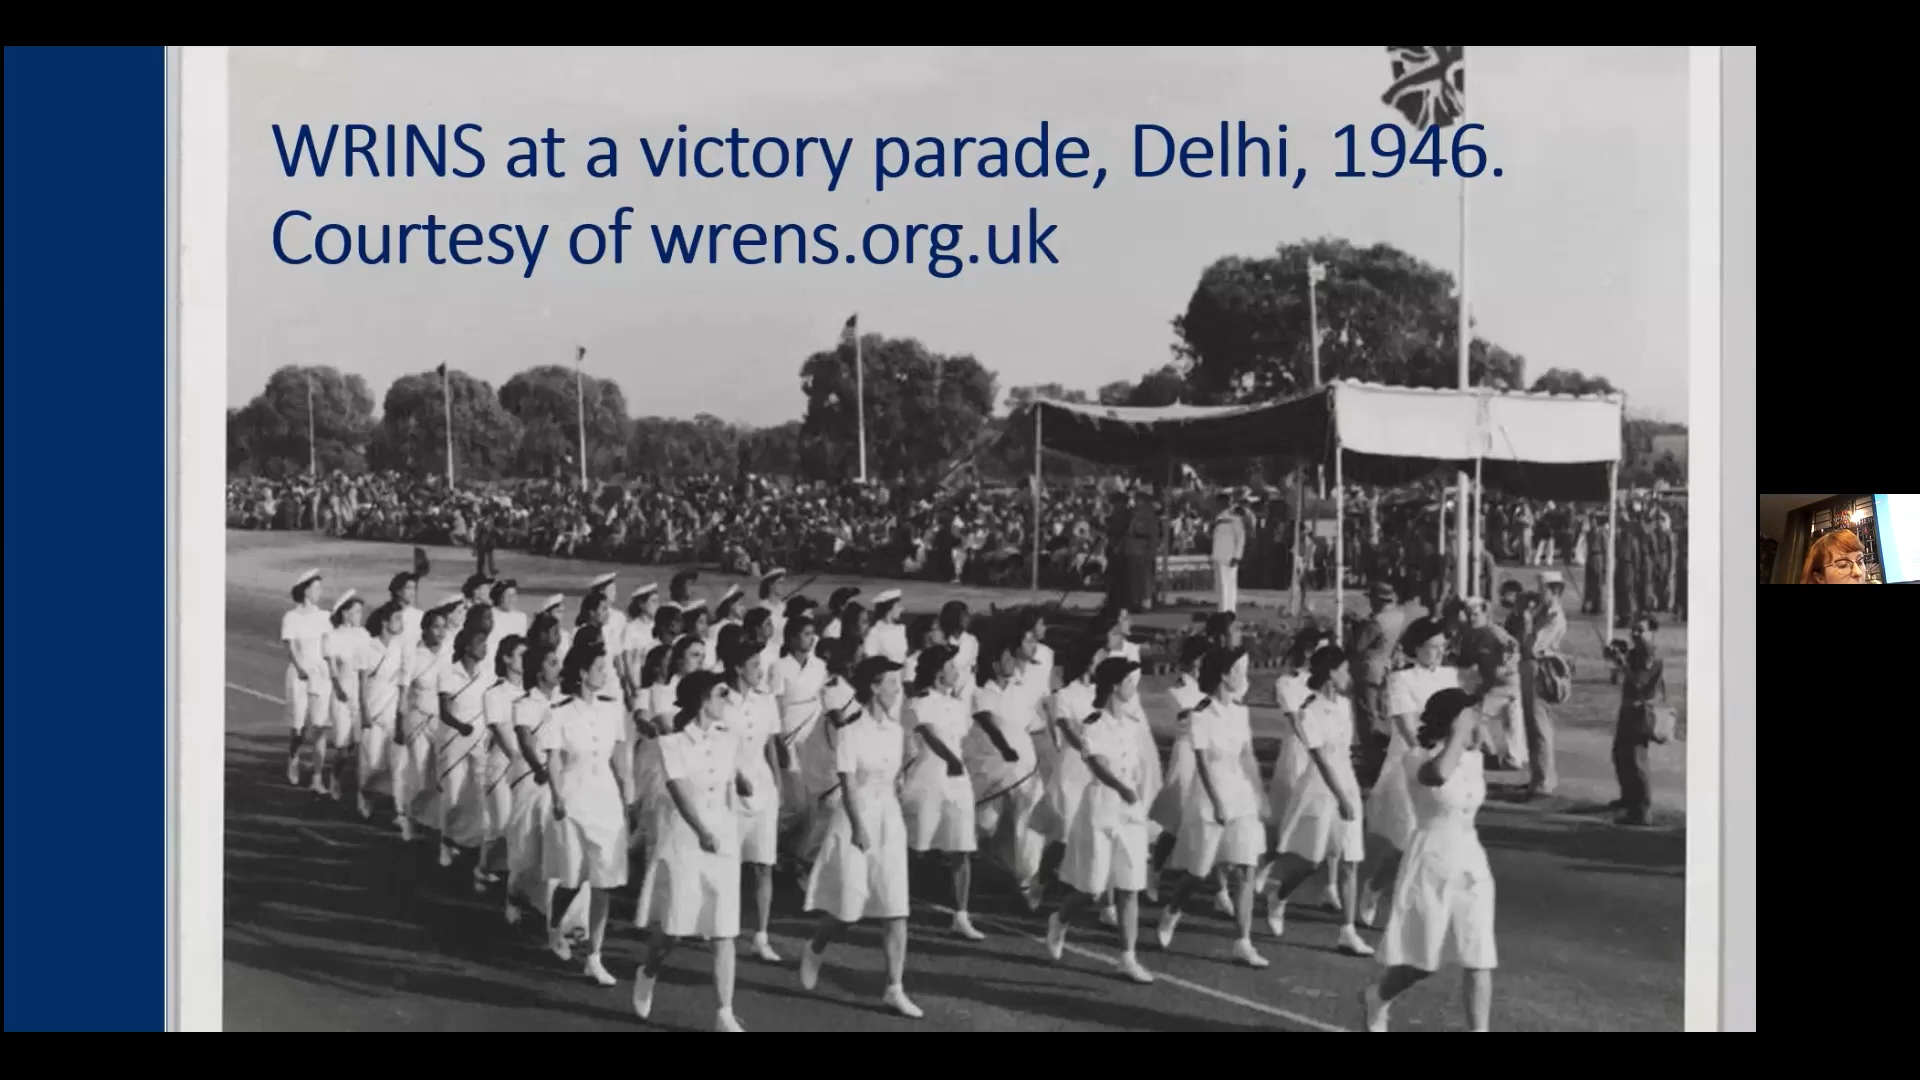 WRINS at a victory parade, Delhi, 1946.
Courtesy of wrens.org.uk